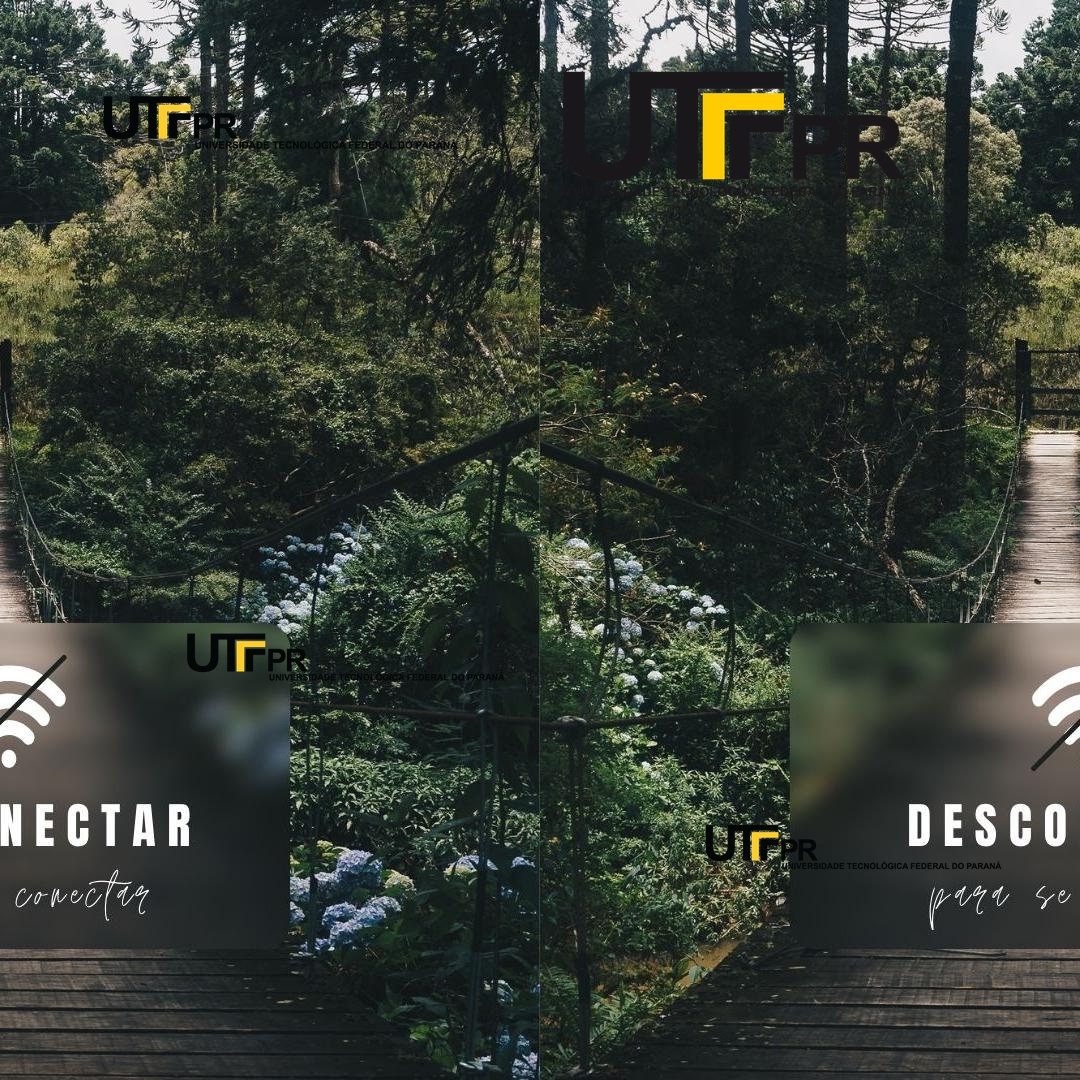 UTFPR
UNIVERSIDADE TECNOLÓGICA FEDERAL DO PARANÁ
UTFPR
UTFPR
UNIVERSIDADE TECNOLÓGICA FEDERAL DO PARANÁ
NECTAR
conectar
UTFPR
UNIVERSIDADE TECNOLÓGICA FEDERAL DO PARANÁ
DESCO
para se